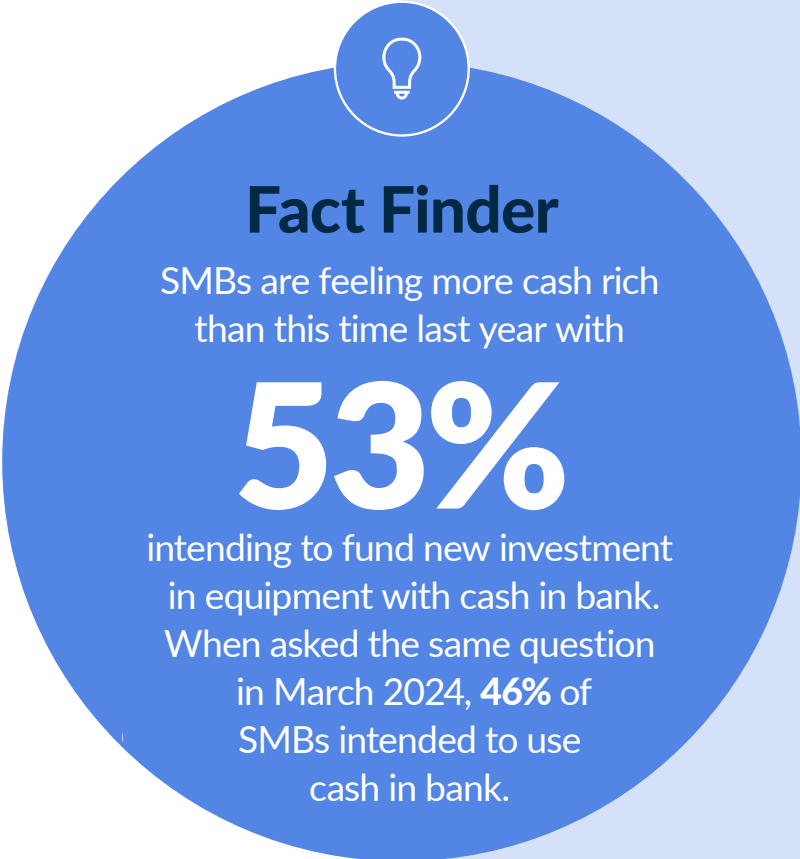 Fact Finder
SMBs are feeling more cash rich
than this time last year with
53%
intending to fund new investment
in equipment with cash in bank.
When asked the same question
in March 2024, 46% of
SMBs intended to use
cash in bank.